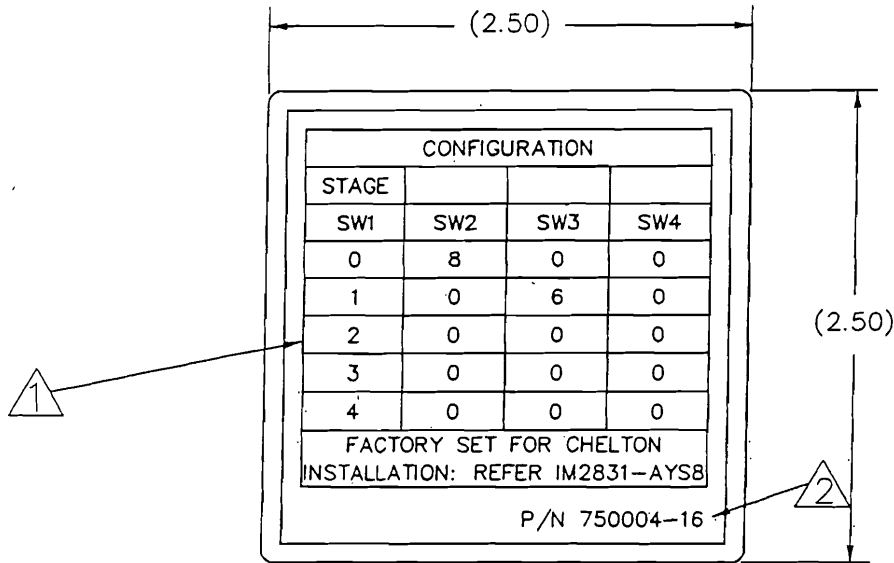 (2.50)
CONFIGURATION
STAGE
SW1 SW2 SW3 SW4
0 8 0 0
1 0 6 0
2 0 0 0
3 0 0 0
4 0 0 0
FACTORY SET FOR CHELTON
INSTALLATION: REFER IM2831-AYS8
P/N 750004-16
(2.50)
1
2